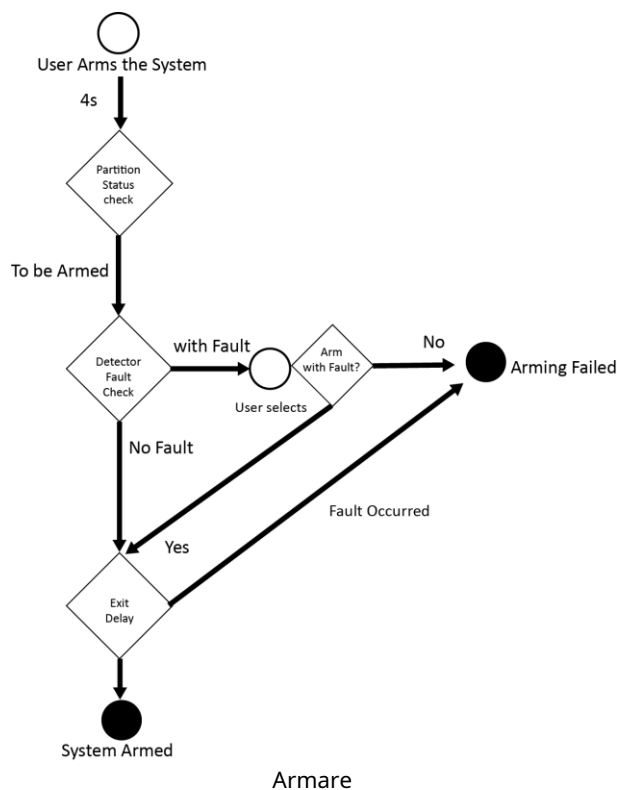 User Arms the System
4s
Partition
Status
check
To be Armed
with Fault
No
Detector
Fault
Check
Arm
with Fault?
Arming Failed
User selects
No Fault
Fault Occurred
Yes
Exit
Delay
System Armed
Armare